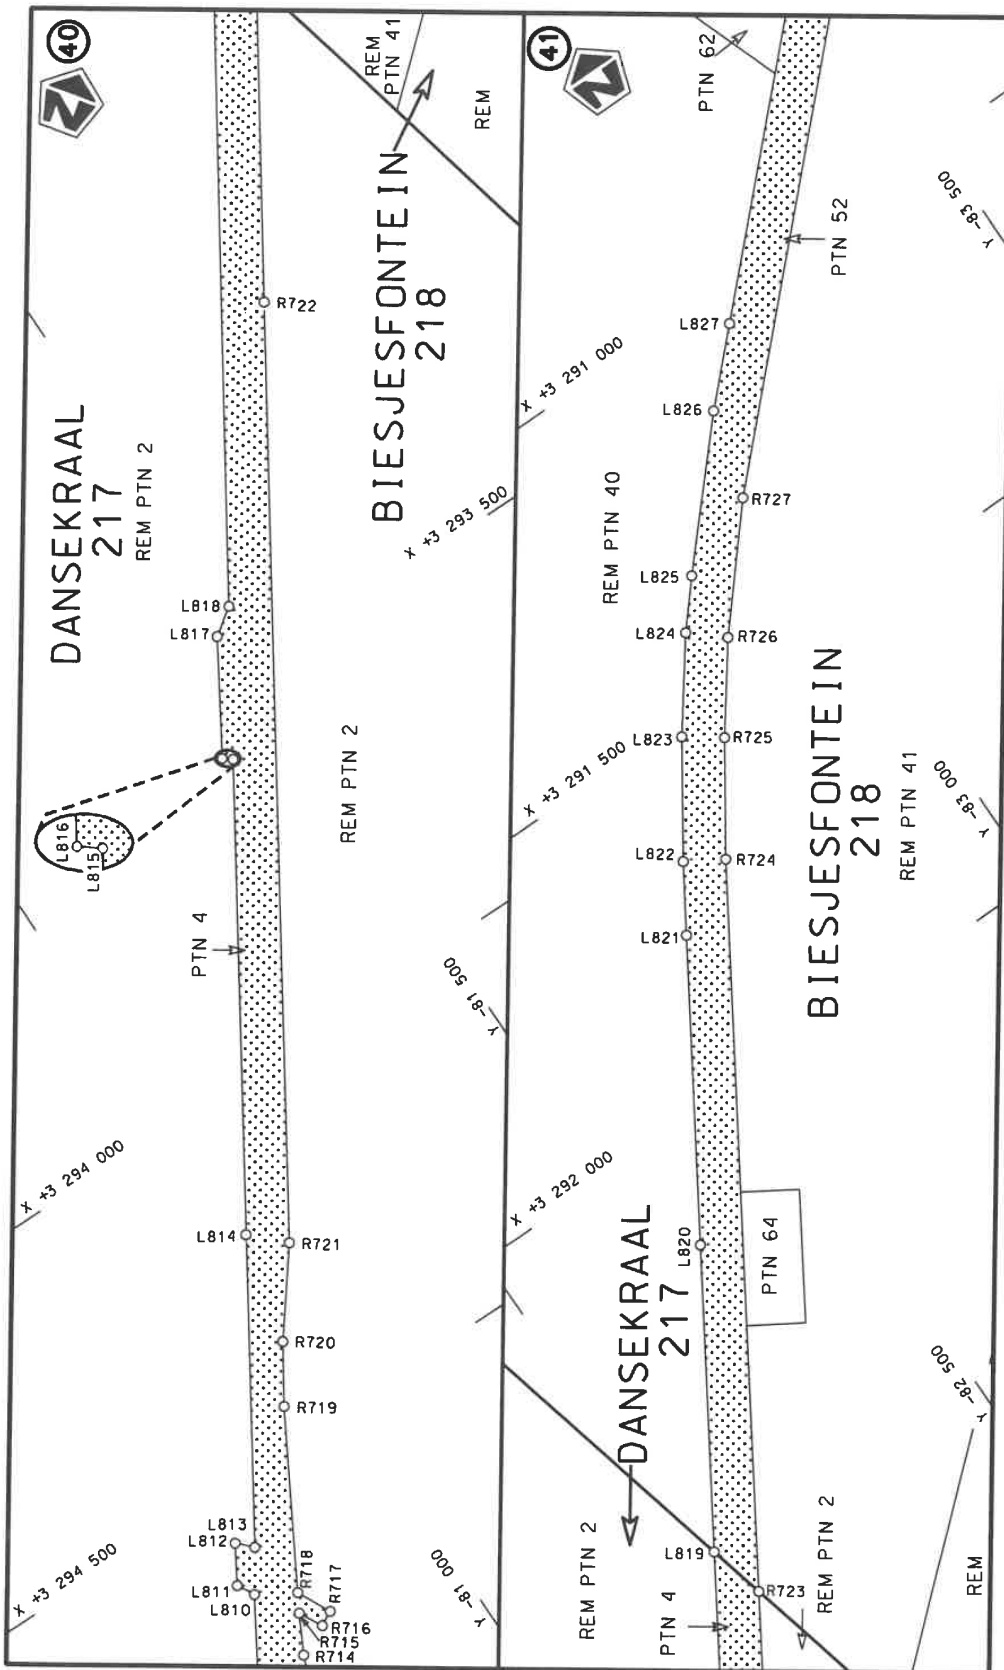 40
N
DANSEKRAAL
217
REM PTN 2
REM
PTN 41
REM
BIESJESFONTEIN
218
R722
X +3 293 500
L818
L817
REM PTN 2
L816
L815
PTN 4
Y-81 500
X +3 294 000
L814
R721
R720
R719
L813
L812
L811
L810
R718
R717
R716
R715
R714
X +3 294 500
Y-81 000
41
N
PTN 62
Y-83 500
PTN 52
L827
X +3 291 000
L826
R727
REM PTN 40
L825
L824
R726
BIESJESFONTEIN
218
REM PTN 41
L823
R725
X +3 291 500
Y-83 000
L822
R724
L821
X +3 292 000
DANSEKRAAL
217
L820
PTN 64
Y-82 500
L819
R723
REM PTN 2
PTN 4
REM PTN 2
REM